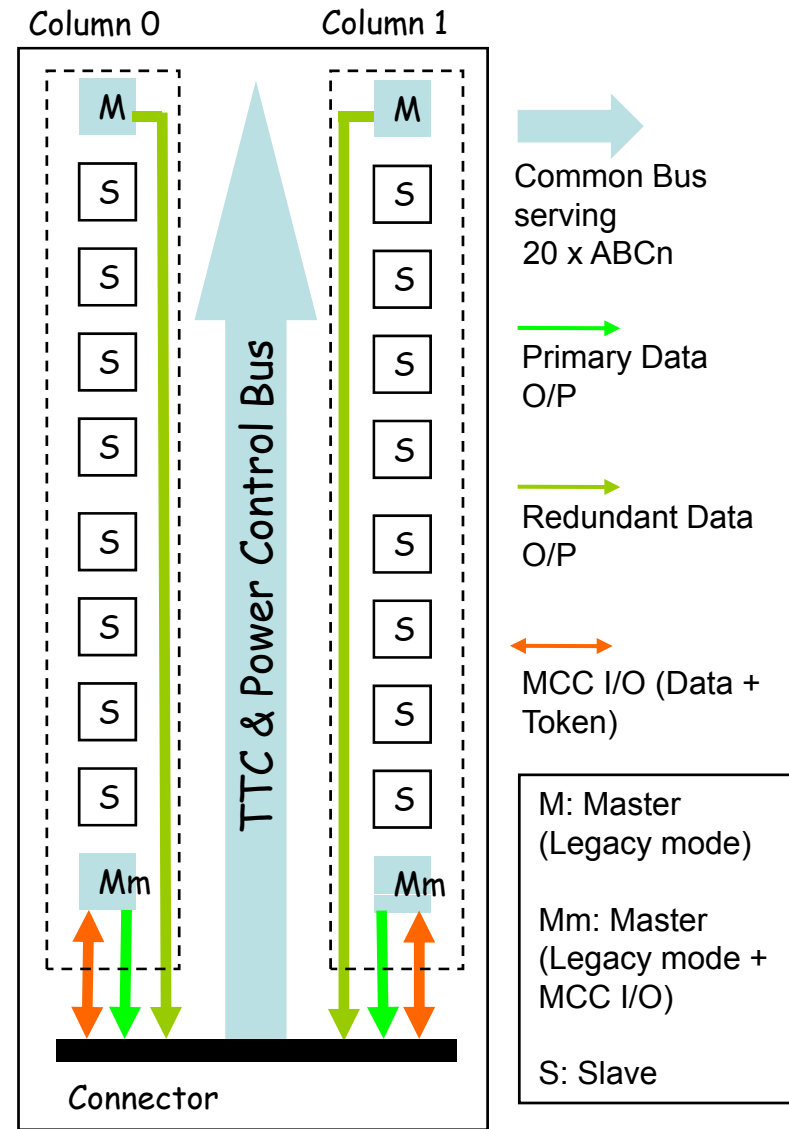 Column 0
Column 1
M
S
S
S
S
S
S
S
S
Mm
TTC & Power Control Bus
M
S
S
S
S
S
S
S
S
Mm
Connector
Common Bus
serving
20 x ABCn
Primary Data
O/P
Redundant Data
O/P
MCC I/O (Data +
Token)
M: Master
(Legacy mode)
Mm: Master
(Legacy mode +
MCC I/O)
S: Slave